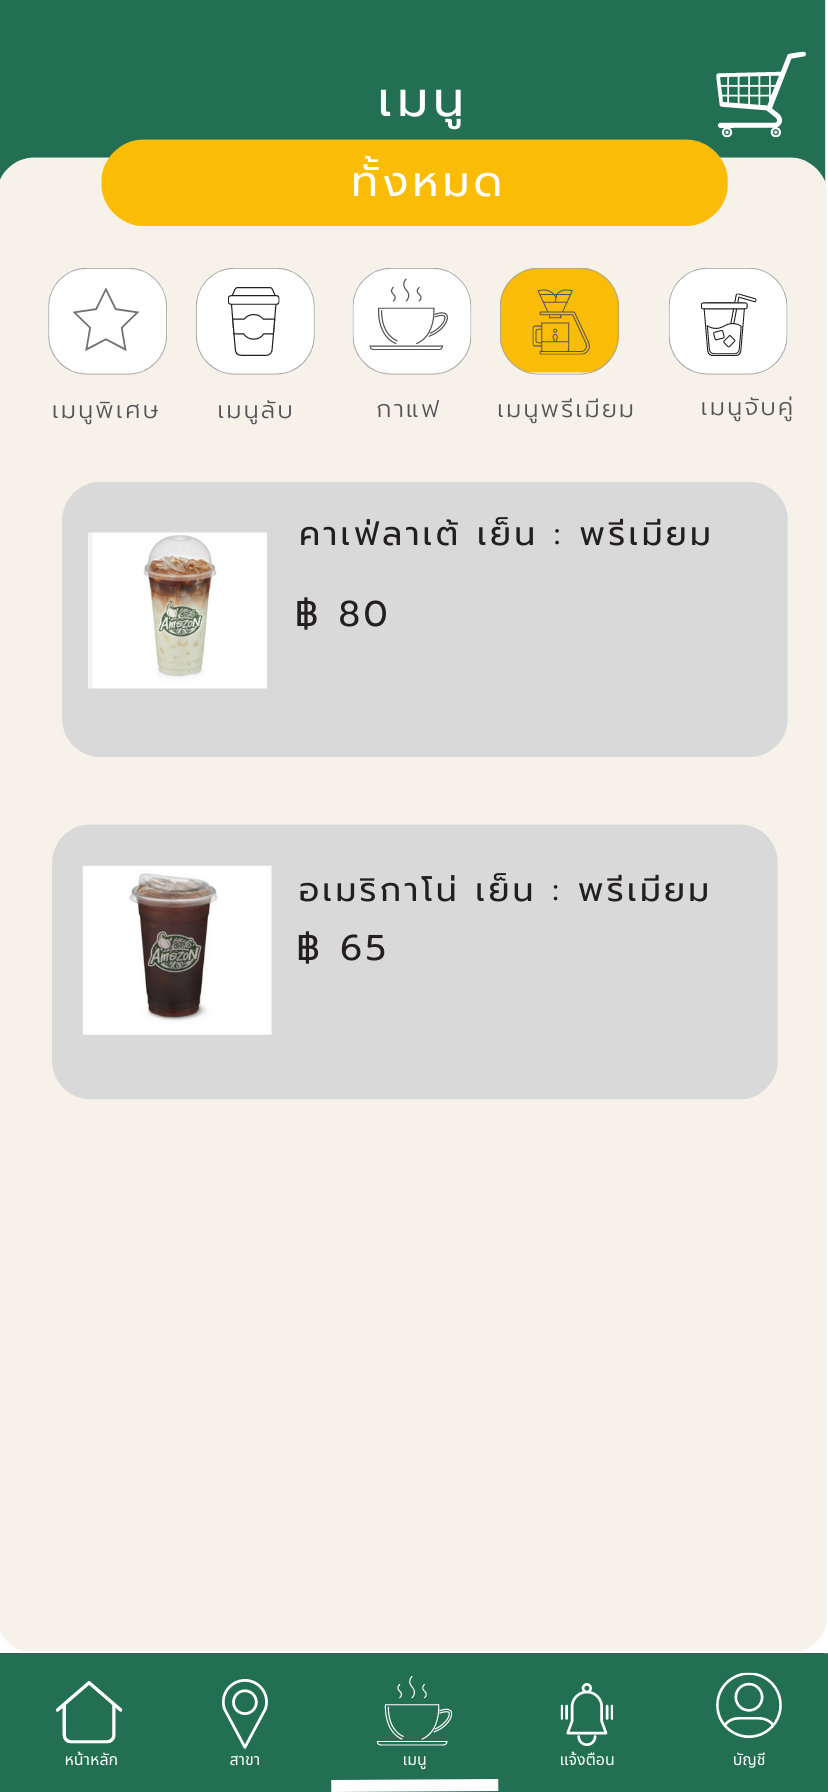 เมนู
ทั้งหมด
เมนูพิเศษ
เมนูลับ
กาแฟ
เมนูพรีเมียม
เมนูจับคู่
คาเฟ่ลาเต้ เย็น : พรีเมียม
฿ 80
Café
Amazon
อเมริกาโน่ เย็น : พรีเมียม
฿ 65
Café
Amazon
หน้าหลัก
สาขา
เมนู
แจ้งตือน
บัญชี